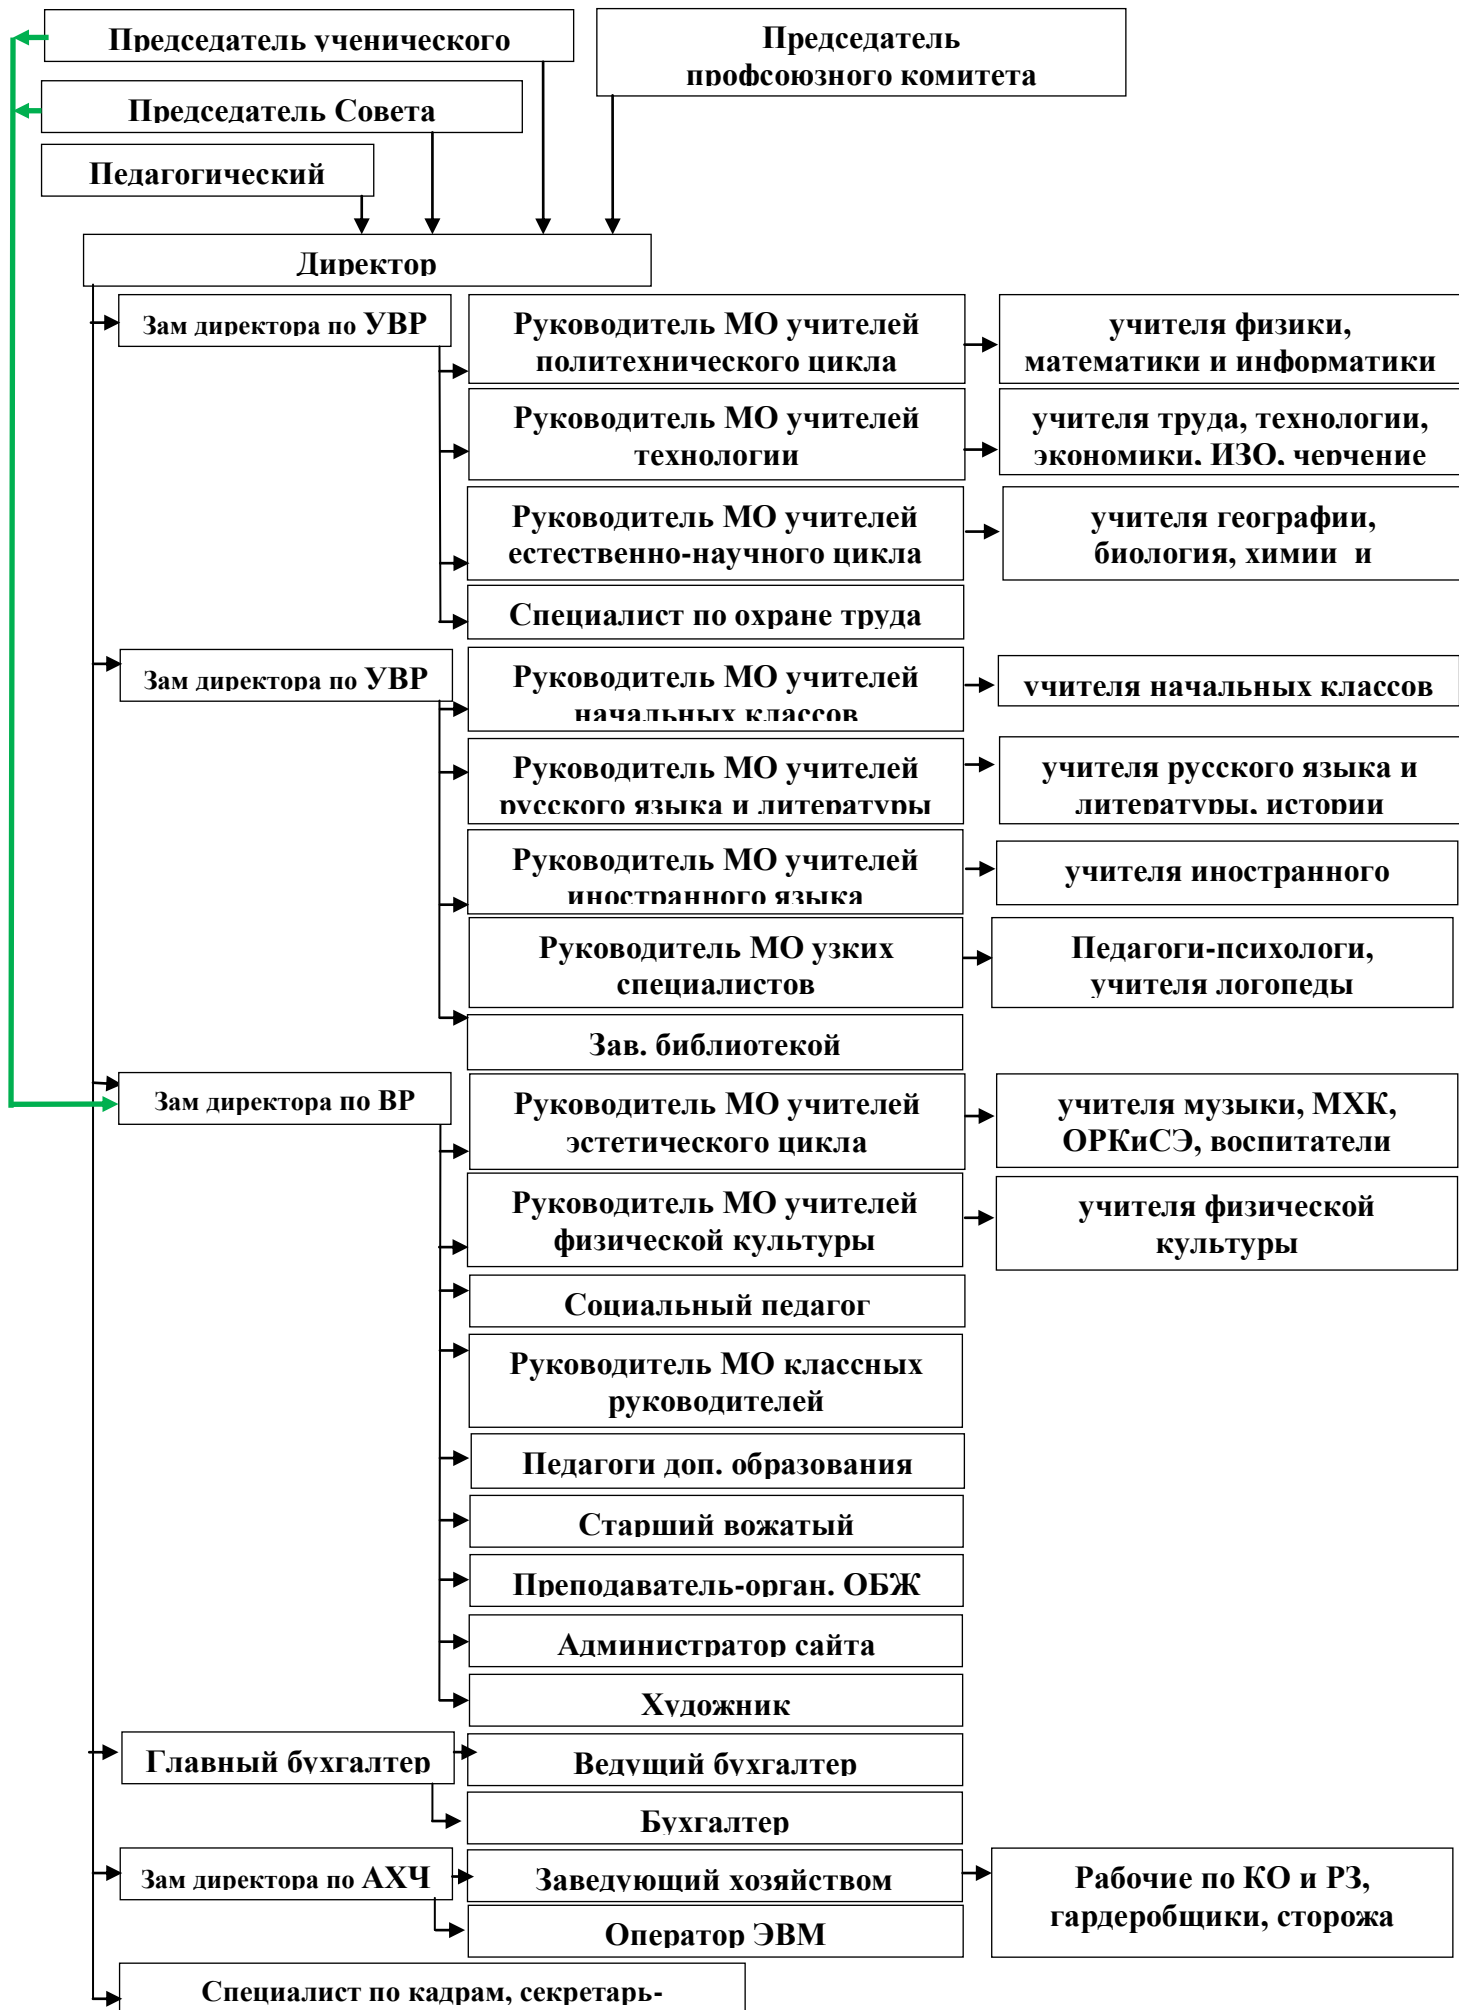 Председатель ученического
Председатель
профсоюзного комитета
Председатель Совета
Педагогический
Директор
Зам директора по УВР
Руководитель МО учителей
политехнического цикла
учителя физики,
математики и информатики
Руководитель МО учителей
технологии
учителя труда, технологии,
экономики, ИЗО, черчение
Руководитель МО учителей
естественно-научного цикла
учителя географии,
биология, химии и
Специалист по охране труда
Зам директора по УВР
Руководитель МО учителей
начальных классов
учителя начальных классов
Руководитель МО учителей
русского языка и литературы
учителя русского языка и
литературы, истории
Руководитель МО учителей
иностранного языка
учителя иностранного
Руководитель МО узких
специалистов
Педагоги-психологи,
учителя логопеды
Зав. библиотекой
Зам директора по ВР
Руководитель МО учителей
эстетического цикла
учителя музыки, МХК,
ОРКиСЭ, воспитатели
Руководитель МО учителей
физической культуры
учителя физической
культуры
Социальный педагог
Руководитель МО классных
руководителей
Педагоги доп. образования
Старший вожатый
Преподаватель-орган. ОБЖ
Администратор сайта
Художник
Главный бухгалтер
Ведущий бухгалтер
Бухгалтер
Зам директора по АХЧ
Заведующий хозяйством
Рабочие по КО и РЗ,
гардеробщики, сторожа
Оператор ЭВМ
Специалист по кадрам, секретарь-